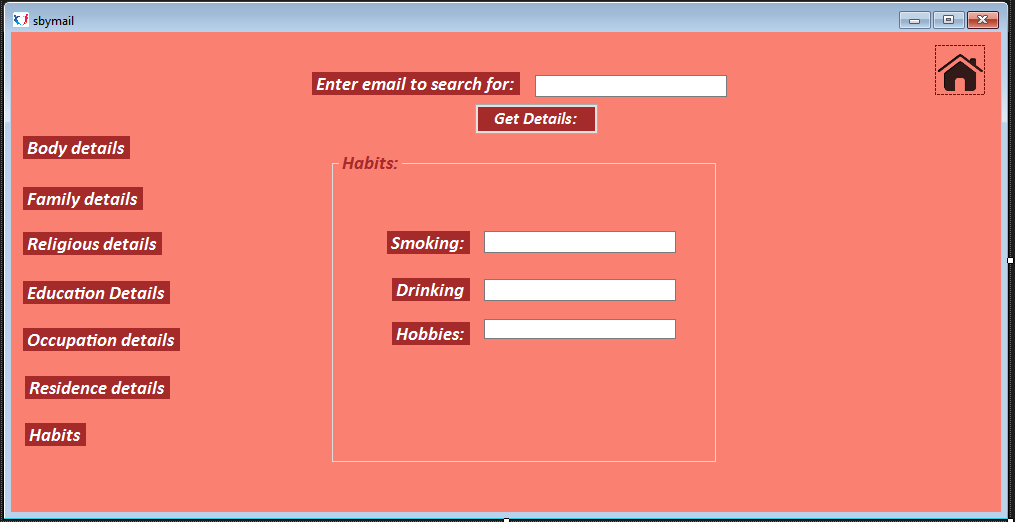 sbymail
Enter email to search for:
Get Details:
Body details
Family details
Religious details
Education Details
Occupation details
Residence details
Habits
Habits:
Smoking:
Drinking
Hobbies: